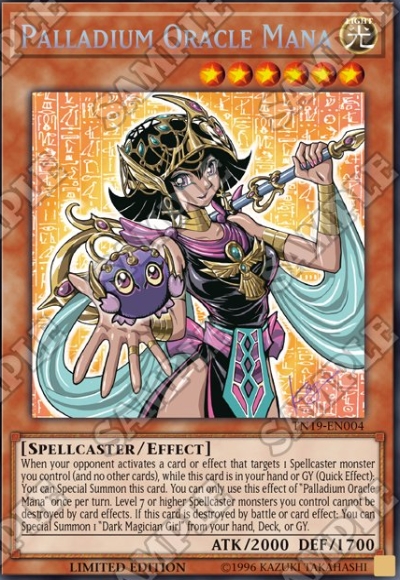 PALLADIUM ORACLE MANA
LIGHT
光
TK19-EN004
[SPELLCASTER/EFFECT]
When your opponent activates a card or effect that targets 1 Spellcaster monster
you control (and no other cards), while this card is in your hand or GY (Quick Effect):
You can Special Summon this card. You can only use this effect of "Palladium Oracle
Mana" once per turn. Level 7 or higher Spellcaster monsters you control cannot be
destroyed by card effects. If this card is destroyed by battle or card effect: You can
Special Summon 1 "Dark Magician Girl" from your hand, Deck, or GY.
ATK/2000 DEF/1700
LIMITED EDITION
©1996 KAZUKI TAKAHASHI
SAMPLE